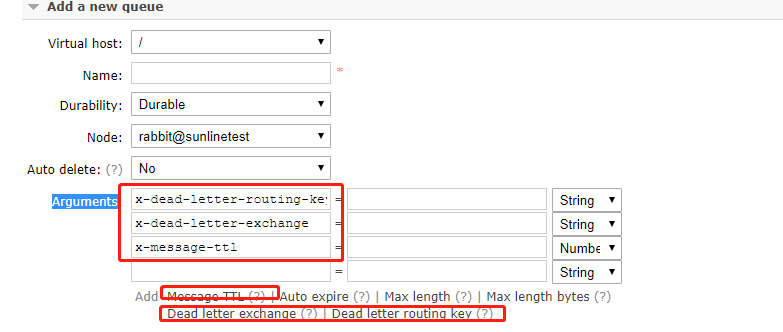 Add a new queue
Virtual host: /
Name: *
Durability: Durable
Node: rabbit@sunlinetest
Auto delete: (?) No
Arguments x-dead-letter-routing-key = String
x-dead-letter-exchange = String
x-message-ttl = Numbe
= String
Add Message TTL (?) | Auto expire (?) | Max length (?) | Max length bytes (?)
Dead letter exchange (?) | Dead letter routing key (?)